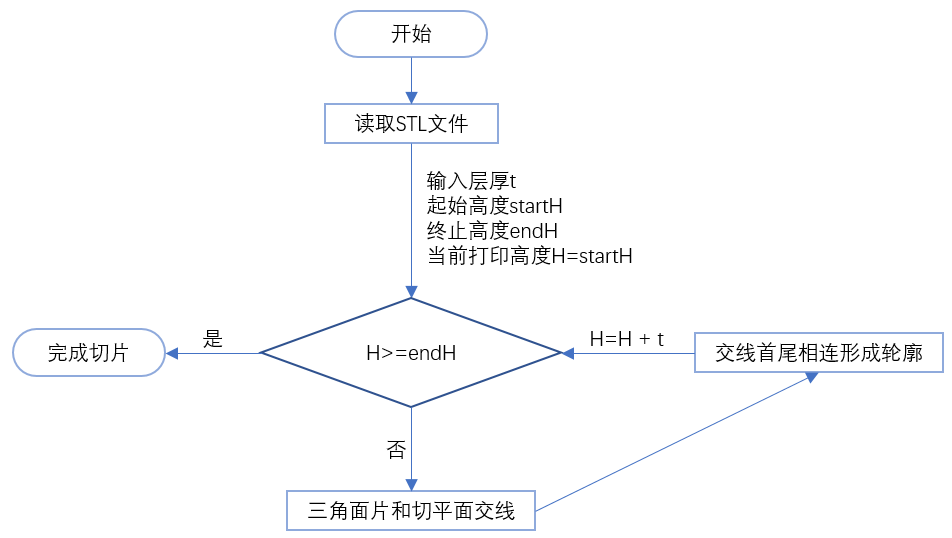 开始
读取STL文件
输入层厚t
起始高度startH
终止高度endH
当前打印高度H=startH
完成切片
是
H>=endH
H=H + t
交线首尾相连形成轮廓
否
三角面片和切平面交线